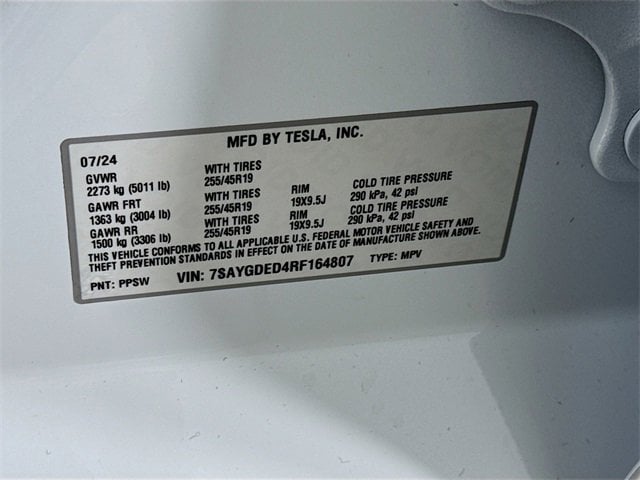 MFD BY TESLA, INC.
07/24
GVWR WITH TIRES
2273 kg (5011 lb) 255/45R19
GAWR FRT WITH TIRES RIM COLD TIRE PRESSURE
1363 kg (3004 lb) 255/45R19 19X9.5J 290 kPa, 42 psi
GAWR RR WITH TIRES RIM COLD TIRE PRESSURE
1500 kg (3306 lb) 255/45R19 19X9.5J 290 kPa, 42 psi
THIS VEHICLE CONFORMS TO ALL APPLICABLE U.S. FEDERAL MOTOR VEHICLE SAFETY AND
THEFT PREVENTION STANDARDS IN EFFECT ON THE DATE OF MANUFACTURE SHOWN ABOVE.
PNT: PPSW VIN: 7SAYGDED4RF164807 TYPE: MPV